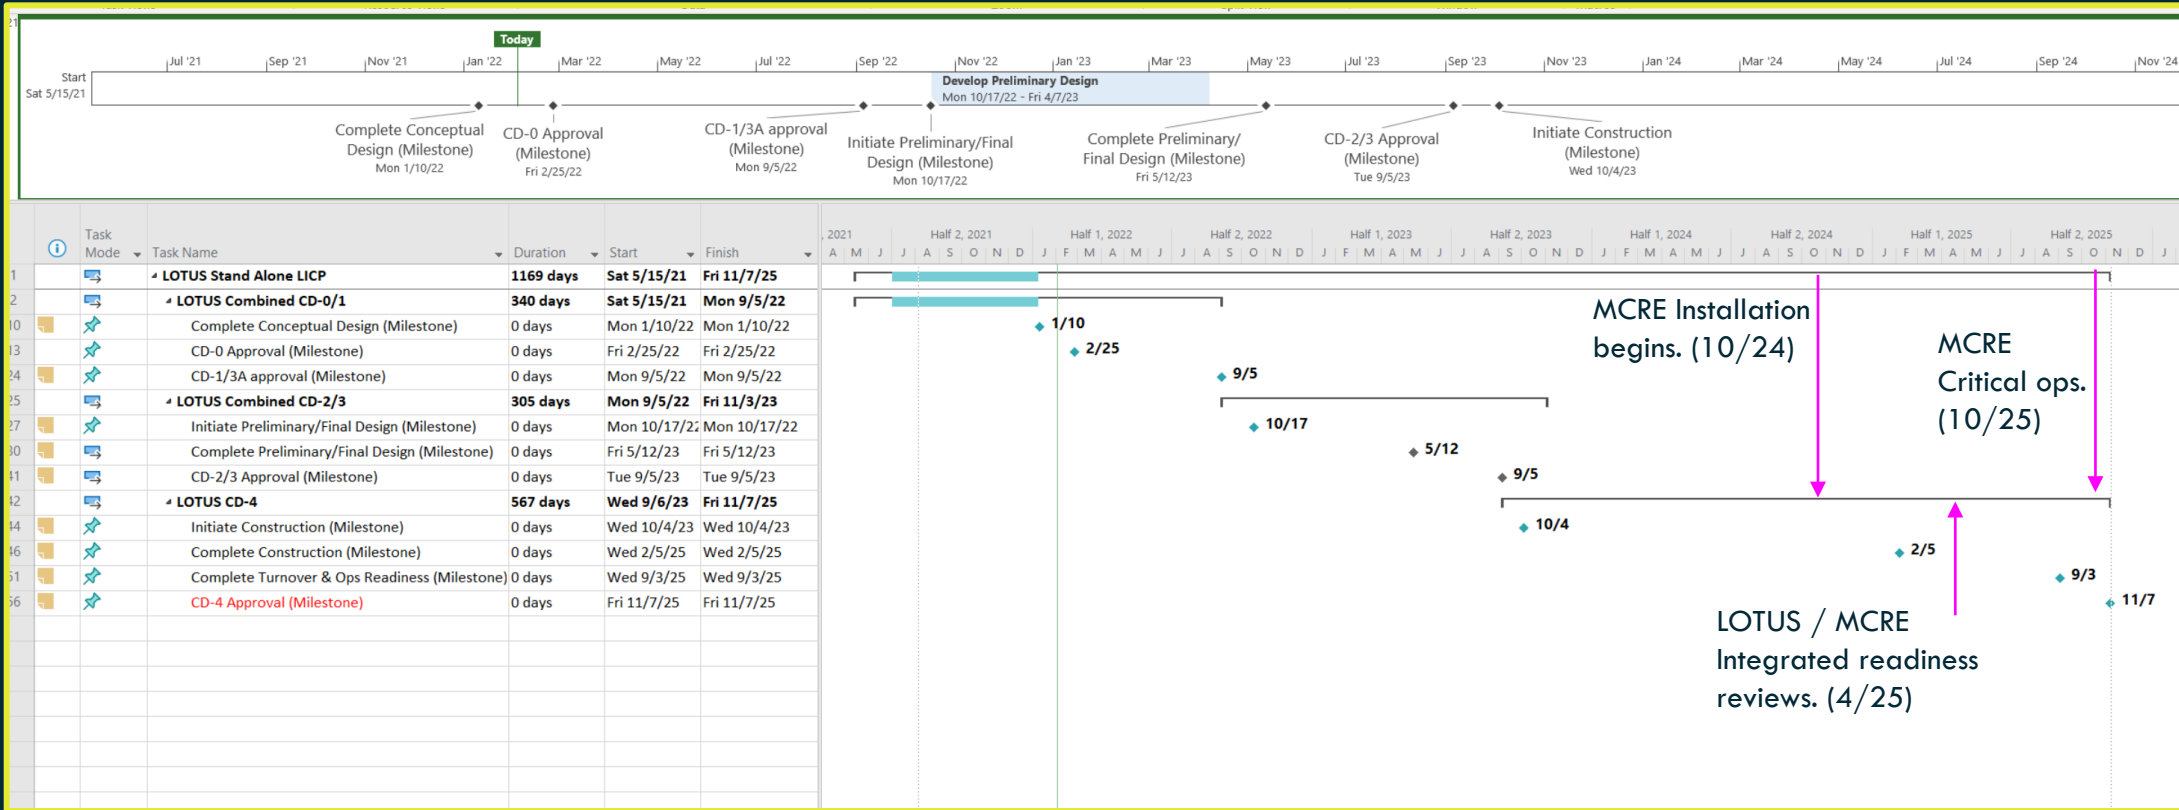 Today
Jul '21 Sep '21 Nov '21 Jan '22 Mar '22 May '22 Jul '22 Sep '22 Nov '22 Jan '23 Mar '23 May '23 Jul '23 Sep '23 Nov '23 Jan '24 Mar '24 May '24 Jul '24 Sep '24 Nov '24
Start
Sat 5/15/21
Develop Preliminary Design
Mon 10/17/22 - Fri 4/7/23
Complete Conceptual
Design (Milestone)
Mon 1/10/22
CD-0 Approval
(Milestone)
Fri 2/25/22
CD-1/3A approval
(Milestone)
Mon 9/5/22
Initiate Preliminary/Final
Design (Milestone)
Mon 10/17/22
Complete Preliminary/
Final Design (Milestone)
Fri 5/12/23
CD-2/3 Approval
(Milestone)
Tue 9/5/23
Initiate Construction
(Milestone)
Wed 10/4/23
Task
Mode Task Name Duration Start Finish
, 2021 Half 2, 2021 Half 1, 2022 Half 2, 2022 Half 1, 2023 Half 2, 2023 Half 1, 2024 Half 2, 2024 Half 1, 2025 Half 2, 2025
A M J J A S O N D J F M A M J J A S O N D J F M A M J J A S O N D J F M A M J J A S O N D J F M A M J J A S O N D J
1 LOTUS Stand Alone LICP 1169 days Sat 5/15/21 Fri 11/7/25
2 LOTUS Combined CD-0/1 340 days Sat 5/15/21 Mon 9/5/22
10 Complete Conceptual Design (Milestone) 0 days Mon 1/10/22 Mon 1/10/22 1/10
13 CD-0 Approval (Milestone) 0 days Fri 2/25/22 Fri 2/25/22 2/25
24 CD-1/3A approval (Milestone) 0 days Mon 9/5/22 Mon 9/5/22 9/5
25 LOTUS Combined CD-2/3 305 days Mon 9/5/22 Fri 11/3/23
27 Initiate Preliminary/Final Design (Milestone) 0 days Mon 10/17/22 Mon 10/17/22 10/17
30 Complete Preliminary/Final Design (Milestone) 0 days Fri 5/12/23 Fri 5/12/23 5/12
41 CD-2/3 Approval (Milestone) 0 days Tue 9/5/23 Tue 9/5/23 9/5
42 LOTUS CD-4 567 days Wed 9/6/23 Fri 11/7/25
44 Initiate Construction (Milestone) 0 days Wed 10/4/23 Wed 10/4/23 10/4
46 Complete Construction (Milestone) 0 days Wed 2/5/25 Wed 2/5/25 2/5
51 Complete Turnover & Ops Readiness (Milestone) 0 days Wed 9/3/25 Wed 9/3/25 9/3
56 CD-4 Approval (Milestone) 0 days Fri 11/7/25 Fri 11/7/25 11/7
MCRE Installation
begins. (10/24)
MCRE
Critical ops.
(10/25)
LOTUS / MCRE
Integrated readiness
reviews. (4/25)